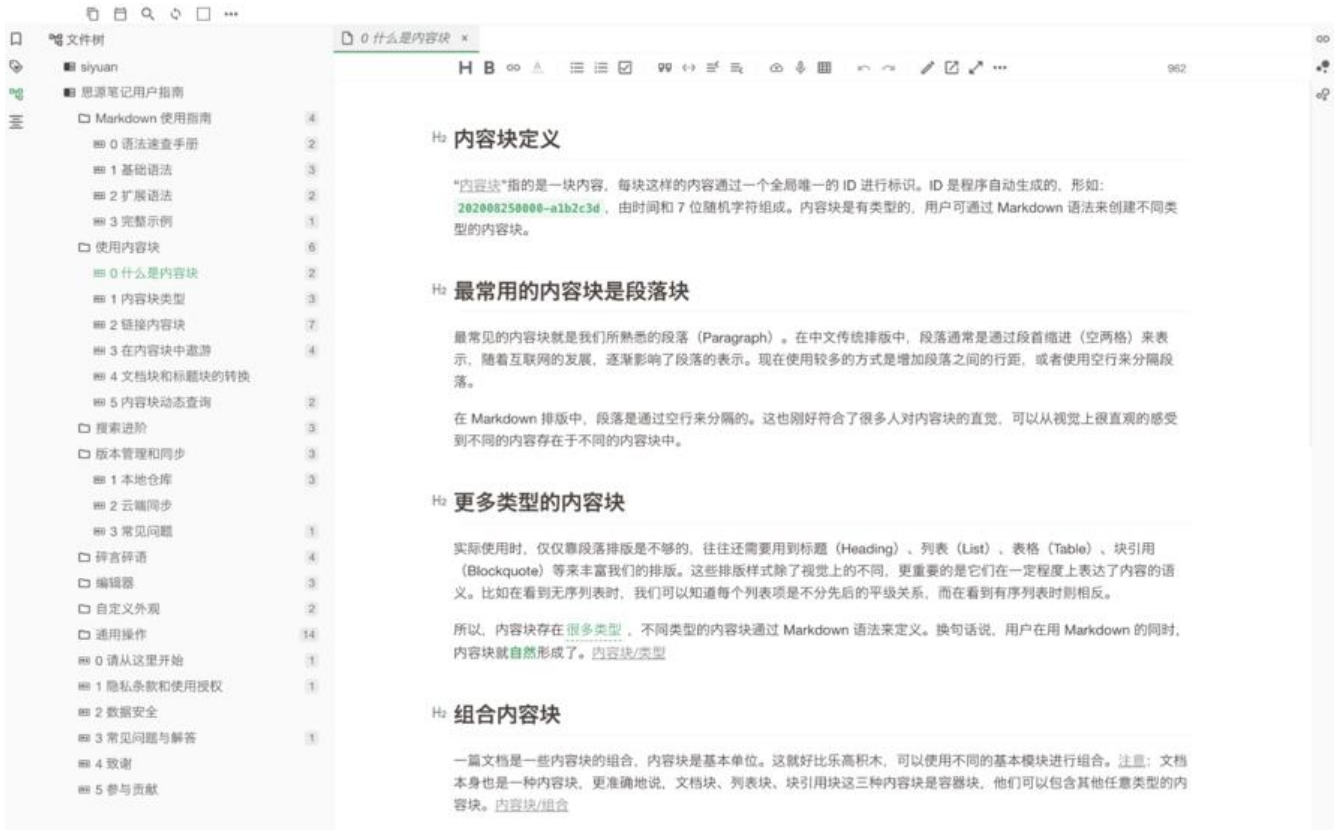 文件树
siyuan
思源笔记用户指南
Markdown 使用指南 4
0 语法速查手册 2
1 基础语法 3
2 扩展语法 2
3 完整示例 1
使用内容块 6
0 什么是内容块 2
1 内容块类型 3
2 链接内容块 7
3 在内容块中遨游 4
4 文档块和标题块的转换
5 内容块动态查询 2
搜索进阶 3
版本管理和同步 3
1 本地仓库 3
2 云端同步
3 常见问题 1
碎言碎语 4
编辑器 3
自定义外观 2
通用操作 14
0 请从这里开始 1
1 隐私条款和使用授权 1
2 数据安全
3 常见问题与解答 1
4 致谢
5 参与贡献
0 什么是内容块 ×
H B A 962
H2 内容块定义
“内容块”指的是一块内容，每块这样的内容通过一个全局唯一的 ID 进行标识。ID 是程序自动生成的，形如：
202008250000-a1b2c3d，由时间和 7 位随机字符组成。内容块是有类型的，用户可通过 Markdown 语法来创建不同类
型的内容块。
H2 最常用的内容块是段落块
最常见的内容块就是我们所熟悉的段落（Paragraph）。在中文传统排版中，段落通常是通过段首缩进（空两格）来表
示，随着互联网的发展，逐渐影响了段落的表示。现在使用较多的方式是增加段落之间的行距，或者使用空行来分隔段
落。
在 Markdown 排版中，段落是通过空行来分隔的。这也刚好符合了很多人对内容块的直觉，可以从视觉上很直观的感受
到不同的内容存在于不同的内容块中。
H2 更多类型的内容块
实际使用时，仅仅靠段落排版是不够的，往往还需要用到标题（Heading）、列表（List）、表格（Table）、块引用
（Blockquote）等来丰富我们的排版。这些排版样式除了视觉上的不同，更重要的是它们在一定程度上表达了内容的语
义。比如在看到无序列表时，我们可以知道每个列表项是不分先后的平级关系，而在看到有序列表时则相反。
所以，内容块存在 很多类型 ，不同类型的内容块通过 Markdown 语法来定义。换句话说，用户在用 Markdown 的同时，
内容块就自然形成了。内容块/类型
H2 组合内容块
一篇文档是一些内容块的组合，内容块是基本单位。这就好比乐高积木，可以使用不同的基本模块进行组合。注意：文档
本身也是一种内容块，更准确地说，文档块、列表块、块引用块这三种内容块是容器块，他们可以包含其他任意类型的内
容块。内容块/组合